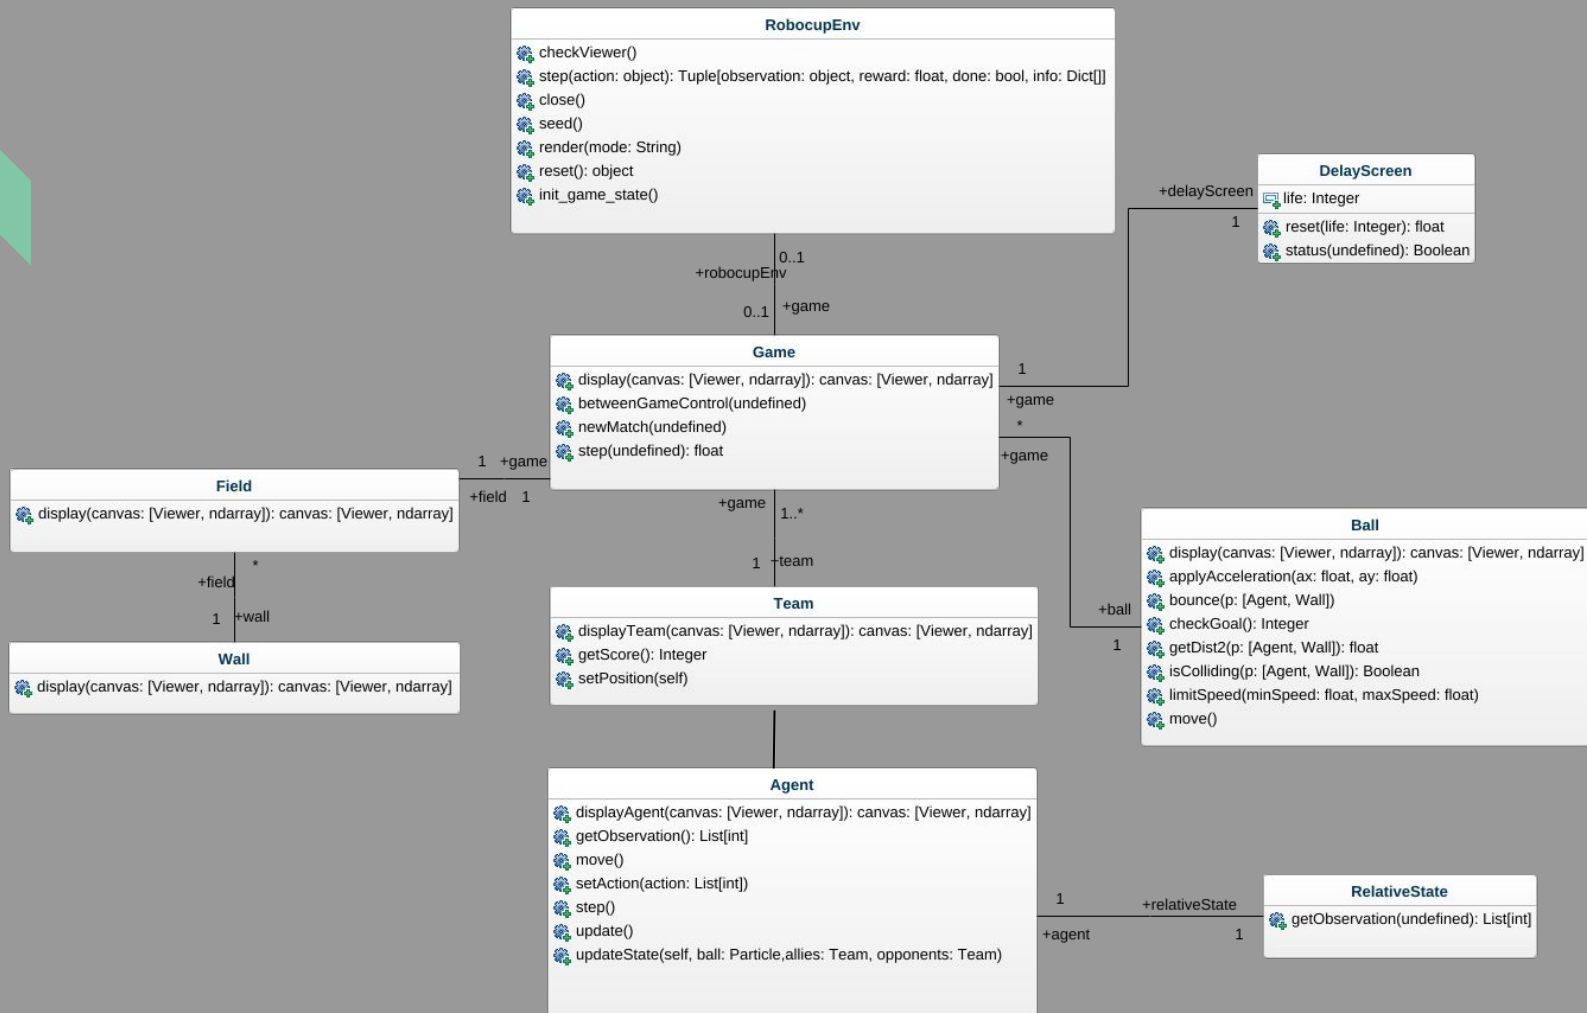 RobocupEnv
checkViewer()
step(action: object): Tuple[observation: object, reward: float, done: bool, info: Dict[]]
close()
seed()
render(mode: String)
reset(): object
init_game_state()
0..1
+robocupEnv
0..1
+game
DelayScreen
life: Integer
reset(life: Integer): float
status(undefined): Boolean
+delayScreen
1
Game
display(canvas: [Viewer, ndarray]): canvas: [Viewer, ndarray]
betweenGameControl(undefined)
newMatch(undefined)
step(undefined): float
1
+game
*
+game
1 +game
+field 1
Field
display(canvas: [Viewer, ndarray]): canvas: [Viewer, ndarray]
*
+field
1 +wall
Wall
display(canvas: [Viewer, ndarray]): canvas: [Viewer, ndarray]
+game
1..*
1 +team
Team
displayTeam(canvas: [Viewer, ndarray]): canvas: [Viewer, ndarray]
getScore(): Integer
setPosition(self)
+ball
1
Ball
display(canvas: [Viewer, ndarray]): canvas: [Viewer, ndarray]
applyAcceleration(ax: float, ay: float)
bounce(p: [Agent, Wall])
checkGoal(): Integer
getDist2(p: [Agent, Wall]): float
isColliding(p: [Agent, Wall]): Boolean
limitSpeed(minSpeed: float, maxSpeed: float)
move()
Agent
displayAgent(canvas: [Viewer, ndarray]): canvas: [Viewer, ndarray]
getObservation(): List[int]
move()
setAction(action: List[int])
step()
update()
updateState(self, ball: Particle,allies: Team, opponents: Team)
1
+agent
+relativeState
1
RelativeState
getObservation(undefined): List[int]